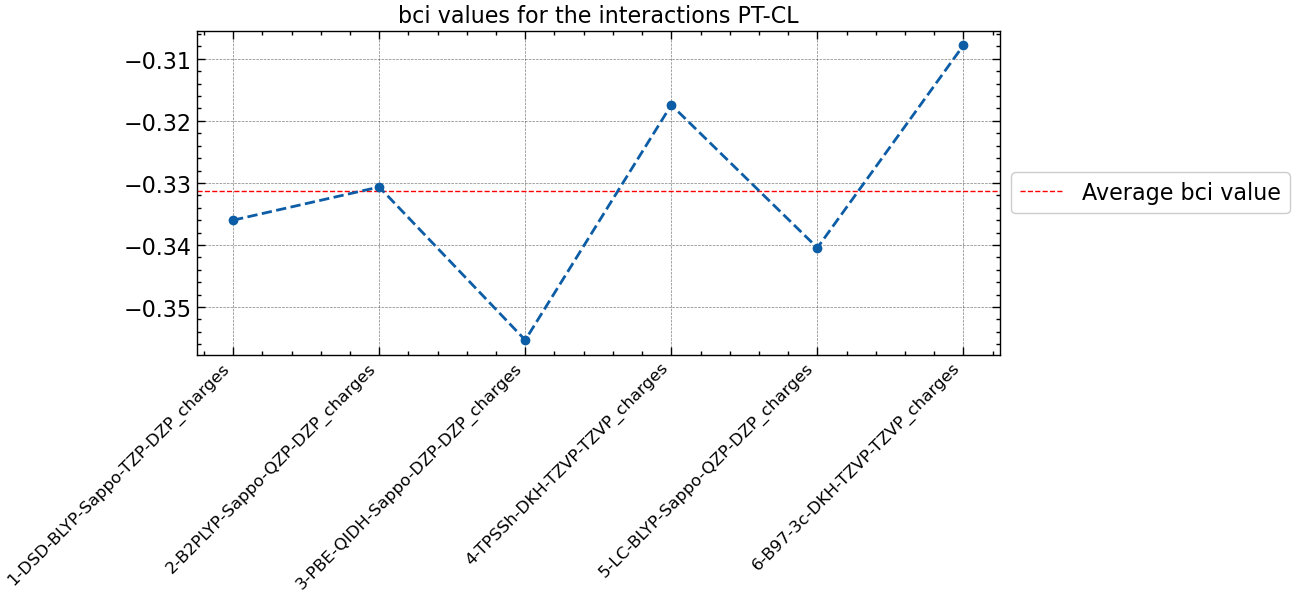 bci values for the interactions PT-CL
−0.31
−0.32
−0.33
−0.34
−0.35
Average bci value
1-DSD-BLYP-Sappo-TZP-DZP_charges
2-B2PLYP-Sappo-QZP-DZP_charges
3-PBE-QIDH-Sappo-DZP-DZP_charges
4-TPSSh-DKH-TZVP-TZVP_charges
5-LC-BLYP-Sappo-QZP-DZP_charges
6-B97-3c-DKH-TZVP-TZVP_charges